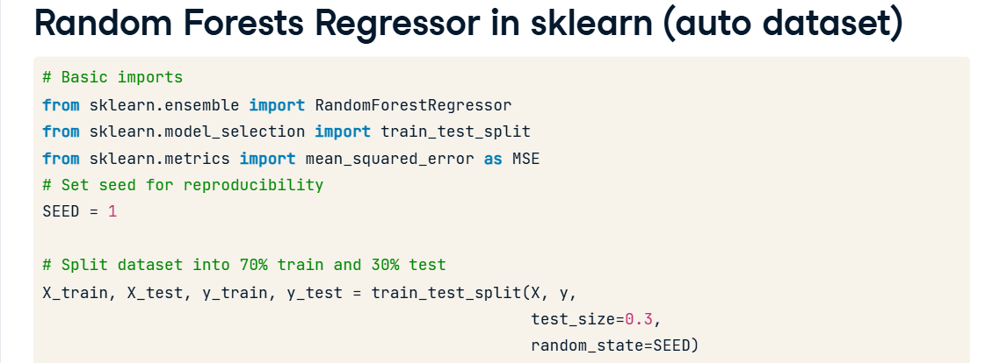 Random Forests Regressor in sklearn (auto dataset)
# Basic imports
from sklearn.ensemble import RandomForestRegressor
from sklearn.model_selection import train_test_split
from sklearn.metrics import mean_squared_error as MSE
# Set seed for reproducibility
SEED = 1
# Split dataset into 70% train and 30% test
X_train, X_test, y_train, y_test = train_test_split(X, y,
test_size=0.3,
random_state=SEED)